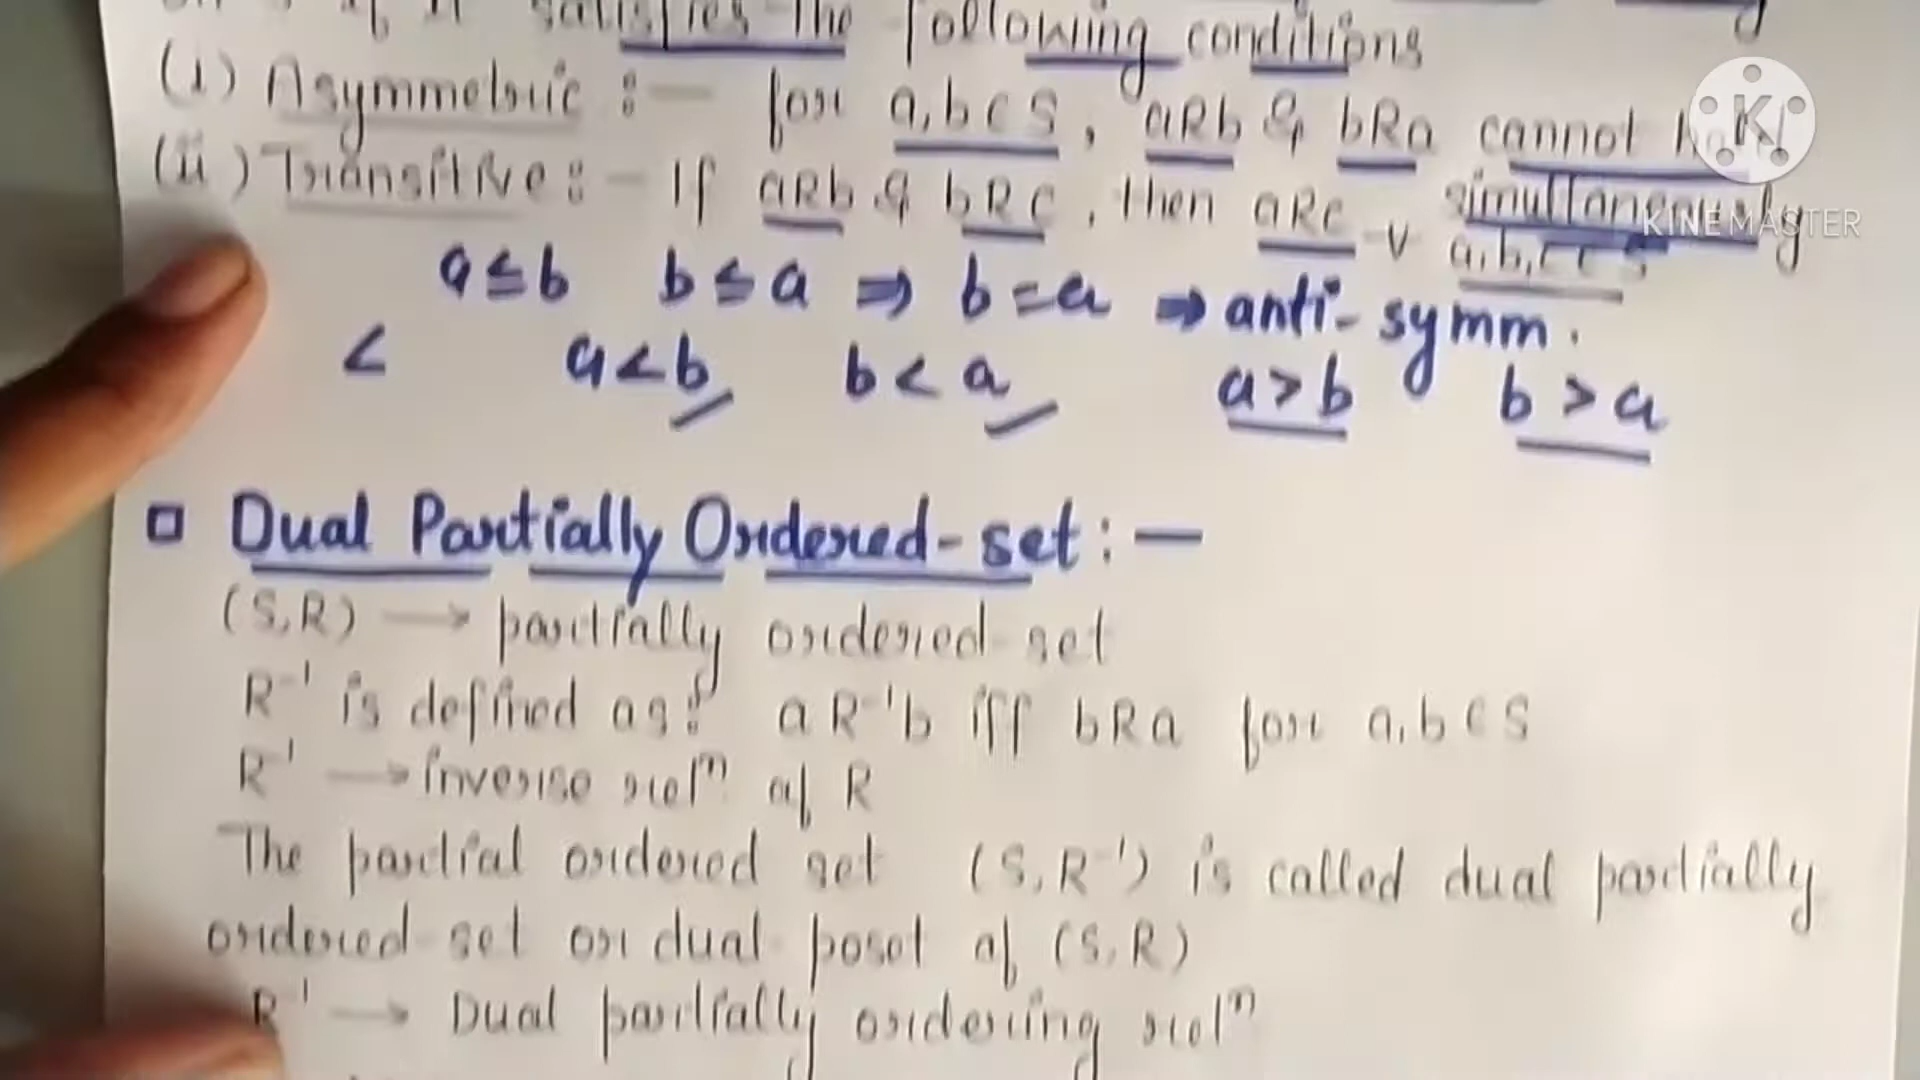 satisfies the following conditions
(i) Asymmetric :— for a, b ∈ S, aRb & bRa cannot hold
simultaneously
(ii) Transitive :— If aRb & bRc, then aRc ∀ a, b, c ∈ S
a ≤ b b ≤ a ⇒ b = a ⇒ anti-symm.
< a < b b < a a > b b > a
□ Dual Partially Ordered-set :—
(S, R) → partially ordered set
R⁻¹ is defined as: a R⁻¹ b iff bRa for a, b ∈ S
R⁻¹ → inverse relⁿ of R
The partial ordered set (S, R⁻¹) is called dual partially
ordered set or dual poset of (S, R)
R⁻¹ → Dual partially ordering relⁿ
K
KINEMASTER